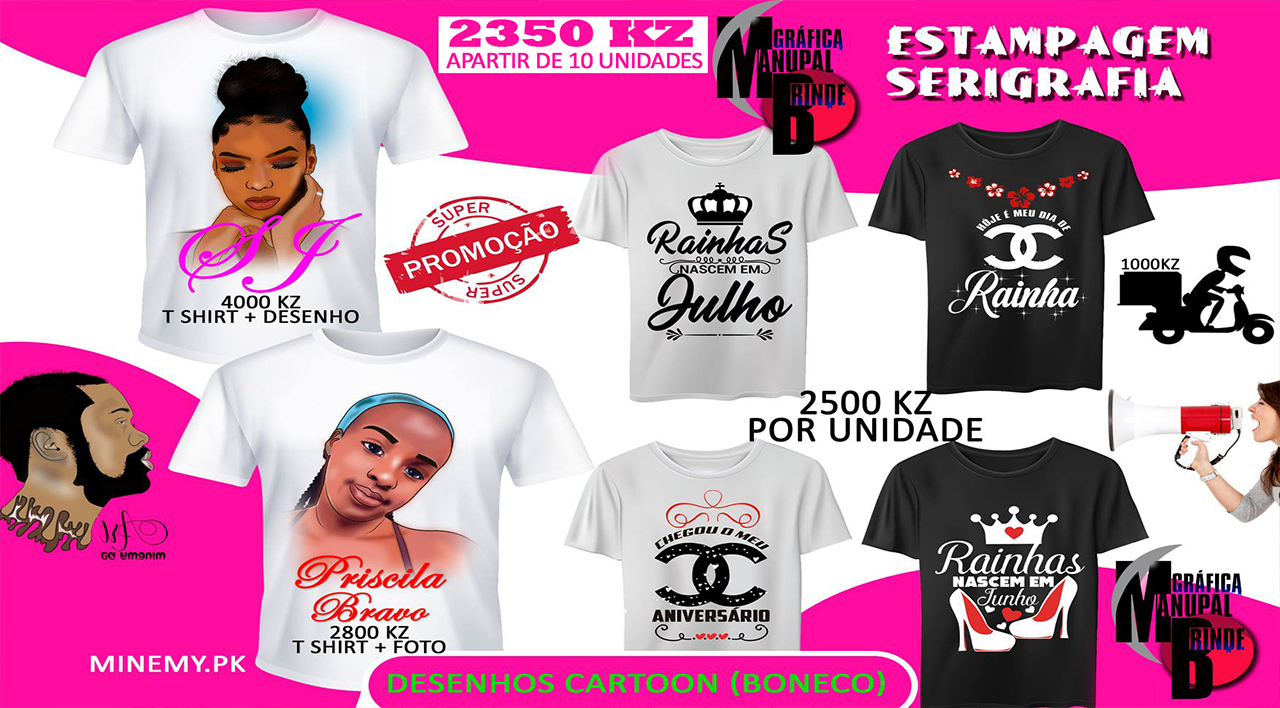 2350 KZ
APARTIR DE 10 UNIDADES
GRÁFICA
MANUPAL
BRINDE
ESTAMPAGEM
SERIGRAFIA
SJ
4000 KZ
T SHIRT + DESENHO
SUPER
PROMOÇÃO
SUPER
RainhaS
NASCEM EM
Julho
HOJE É MEU DIA DE
Rainha
1000KZ
2500 KZ
POR UNIDADE
Priscila
Bravo
2800 KZ
T SHIRT + FOTO
CHEGOU O MEU
ANIVERSÁRIO
Rainhas
NASCEM EM
Junho
GRÁFICA
MANUPAL
BRINDE
MINEMY.PK
DESENHOS CARTOON (BONECO)